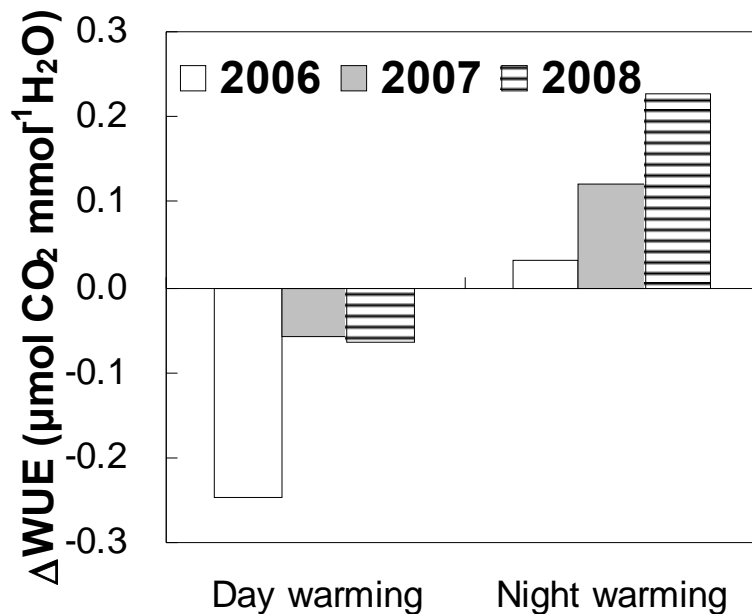 ΔWUE (μmol CO₂ mmol⁻¹H₂O)
0.3
0.2
0.1
0.0
-0.1
-0.2
-0.3
2006 2007 2008
Day warming Night warming